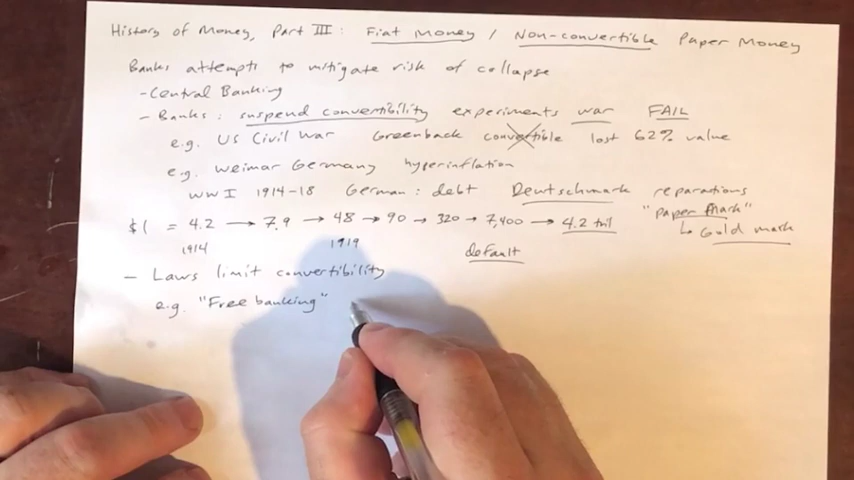 History of Money, Part III: Fiat Money / Non-convertible Paper Money
Banks attempts to mitigate risk of collapse
- Central Banking
- Banks: suspend convertibility experiments war FAIL
e.g. US Civil War Greenback convertible lost 62% value
e.g. Weimar Germany hyperinflation
WWI 1914-18 German: debt Deutschmark reparations
"paper Mark"
$1 = 4.2 → 7.9 → 48 → 90 → 320 → 7,400 → 4.2 tril
↳ Gold mark
1914 1919 default
- Laws limit convertibility
e.g. "Free banking"